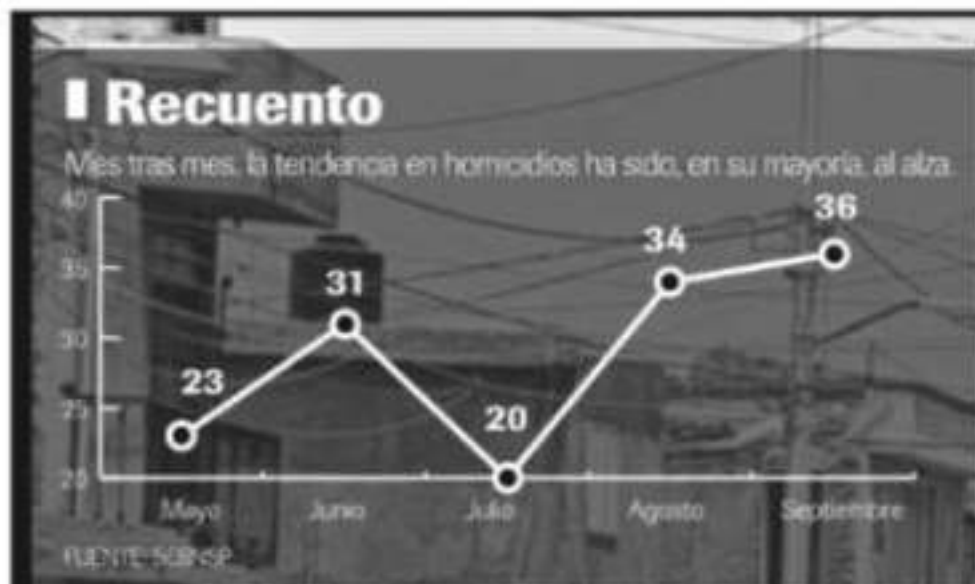 Recuento
Mes tras mes, la tendencia en homicidios ha sido, en su mayoría, al alza.
40
36
34
35
31
30
23
25
20
20
Mayo Junio Julio Agosto Septiembre
FUENTE: